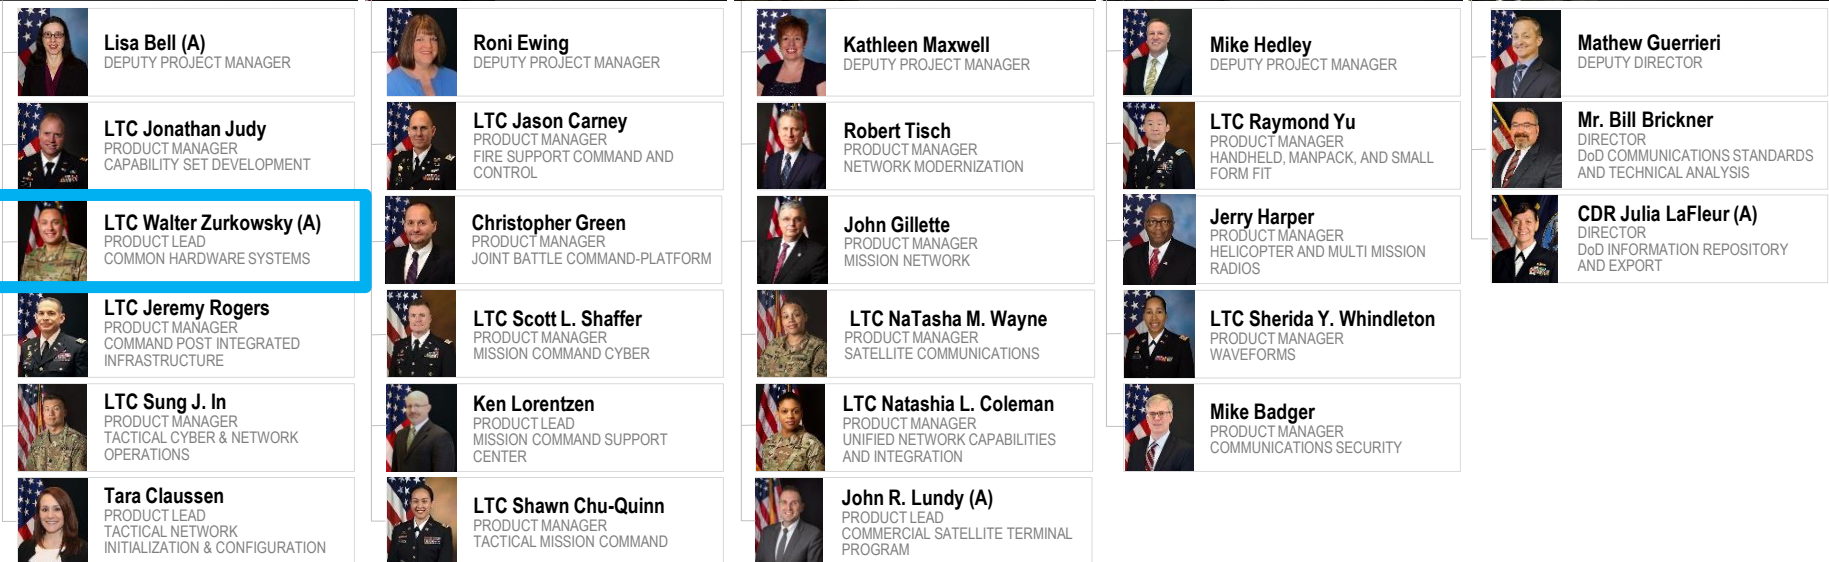 Lisa Bell (A)
DEPUTY PROJECT MANAGER
LTC Jonathan Judy
PRODUCT MANAGER
CAPABILITY SET DEVELOPMENT
LTC Walter Zurkowsky (A)
PRODUCT LEAD
COMMON HARDWARE SYSTEMS
LTC Jeremy Rogers
PRODUCT MANAGER
COMMAND POST INTEGRATED
INFRASTRUCTURE
LTC Sung J. In
PRODUCT MANAGER
TACTICAL CYBER & NETWORK
OPERATIONS
Tara Claussen
PRODUCT LEAD
TACTICAL NETWORK
INITIALIZATION & CONFIGURATION
Roni Ewing
DEPUTY PROJECT MANAGER
LTC Jason Carney
PRODUCT MANAGER
FIRE SUPPORT COMMAND AND
CONTROL
Christopher Green
PRODUCT MANAGER
JOINT BATTLE COMMAND-PLATFORM
LTC Scott L. Shaffer
PRODUCT MANAGER
MISSION COMMAND CYBER
Ken Lorentzen
PRODUCT LEAD
MISSION COMMAND SUPPORT
CENTER
LTC Shawn Chu-Quinn
PRODUCT MANAGER
TACTICAL MISSION COMMAND
Kathleen Maxwell
DEPUTY PROJECT MANAGER
Robert Tisch
PRODUCT MANAGER
NETWORK MODERNIZATION
John Gillette
PRODUCT MANAGER
MISSION NETWORK
LTC NaTasha M. Wayne
PRODUCT MANAGER
SATELLITE COMMUNICATIONS
LTC Natashia L. Coleman
PRODUCT MANAGER
UNIFIED NETWORK CAPABILITIES
AND INTEGRATION
John R. Lundy (A)
PRODUCT LEAD
COMMERCIAL SATELLITE TERMINAL
PROGRAM
Mike Hedley
DEPUTY PROJECT MANAGER
LTC Raymond Yu
PRODUCT MANAGER
HANDHELD, MANPACK, AND SMALL
FORM FIT
Jerry Harper
PRODUCT MANAGER
HELICOPTER AND MULTI MISSION
RADIOS
LTC Sherida Y. Whindleton
PRODUCT MANAGER
WAVEFORMS
Mike Badger
PRODUCT MANAGER
COMMUNICATIONS SECURITY
Mathew Guerrieri
DEPUTY DIRECTOR
Mr. Bill Brickner
DIRECTOR
DoD COMMUNICATIONS STANDARDS
AND TECHNICAL ANALYSIS
CDR Julia LaFleur (A)
DIRECTOR
DoD INFORMATION REPOSITORY
AND EXPORT